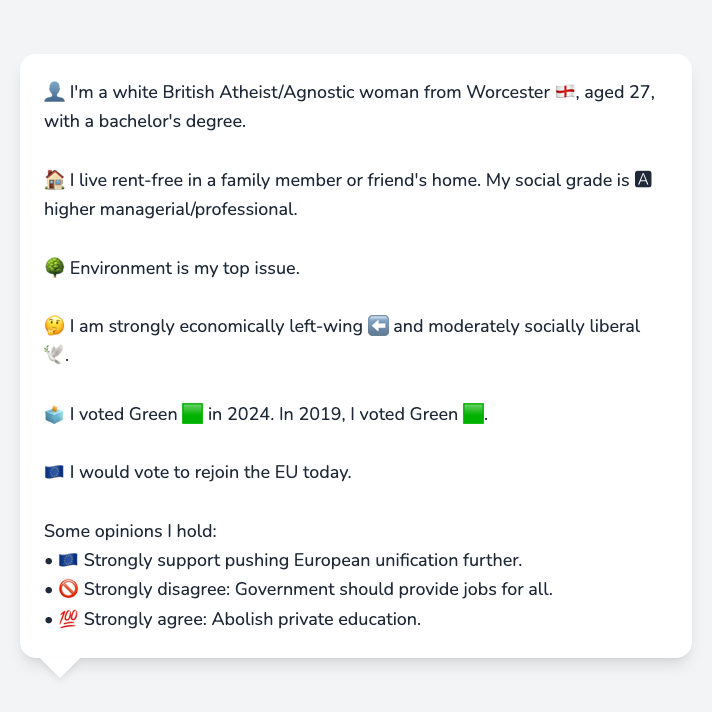 👤 I'm a white British Atheist/Agnostic woman from Worcester 🏴󠁧󠁢󠁥󠁮󠁧󠁿, aged 27,
with a bachelor's degree.
🏠 I live rent-free in a family member or friend's home. My social grade is 🅰
higher managerial/professional.
🌳 Environment is my top issue.
🤔 I am strongly economically left-wing ⬅️ and moderately socially liberal
🕊️.
🗳️ I voted Green 🟩 in 2024. In 2019, I voted Green 🟩.
🇪🇺 I would vote to rejoin the EU today.
Some opinions I hold:
• 🇪🇺 Strongly support pushing European unification further.
• 🚫 Strongly disagree: Government should provide jobs for all.
• 💯 Strongly agree: Abolish private education.